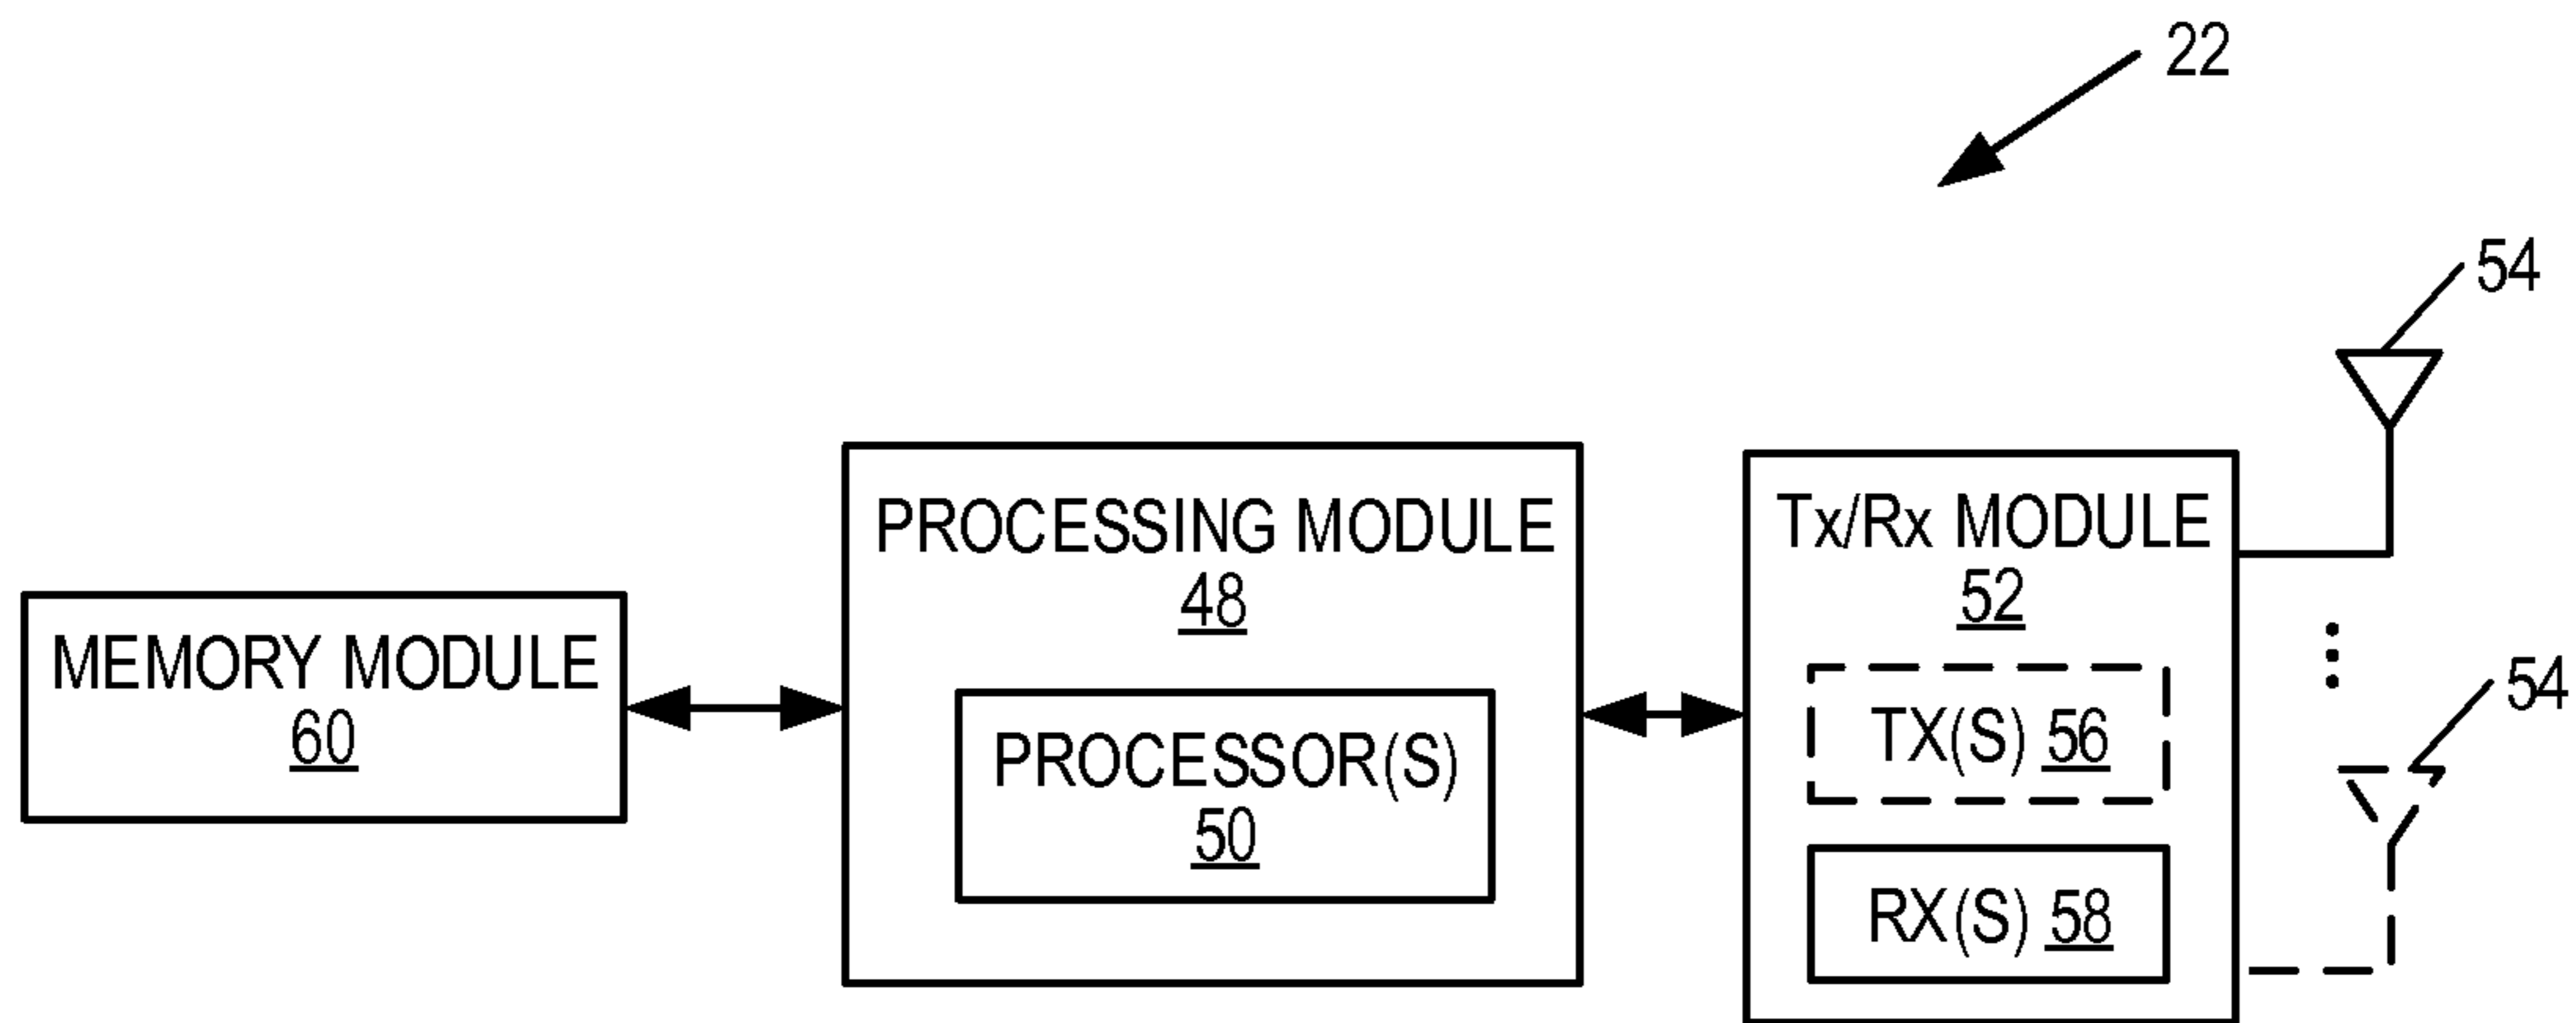 22
54
PROCESSING MODULE
48
Tx/Rx MODULE
52
MEMORY MODULE
60
PROCESSOR(S)
50
TX(S) 56
54
RX(S) 58